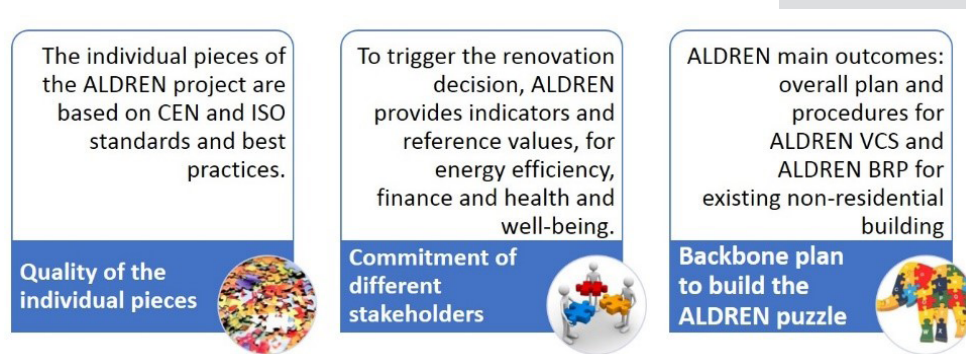 The individual pieces of
the ALDREN project are
based on CEN and ISO
standards and best
practices.
Quality of the
individual pieces
To trigger the renovation
decision, ALDREN
provides indicators and
reference values, for
energy efficiency,
finance and health and
well-being.
Commitment of
different
stakeholders
ALDREN main outcomes:
overall plan and
procedures for
ALDREN VCS and
ALDREN BRP for
existing non-residential
building
Backbone plan
to build the
ALDREN puzzle